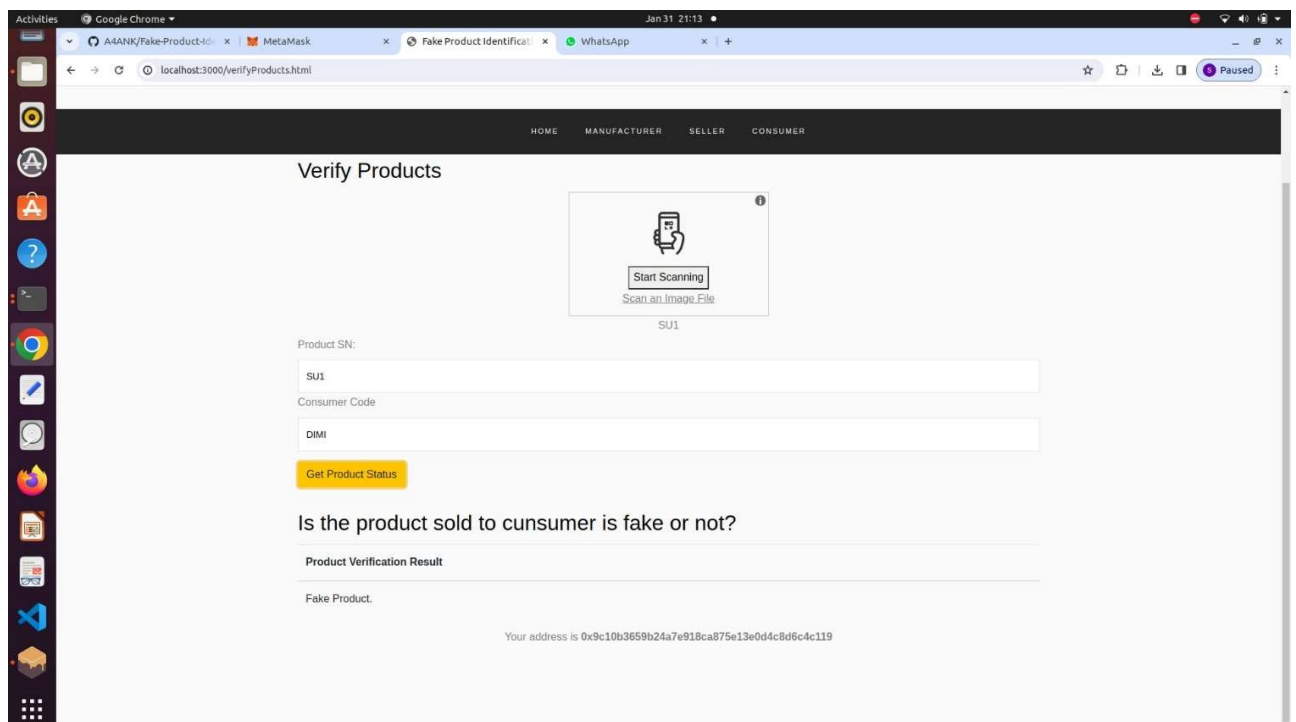 Activities Google Chrome Jan 31 21:13
A4ANK/Fake-Product-Id MetaMask Fake Product Identificati WhatsApp
localhost:3000/verifyProducts.html S Paused
HOME MANUFACTURER SELLER CONSUMER
Verify Products
Start Scanning
Scan an Image File
SU1
Product SN:
SU1
Consumer Code
DIMI
Get Product Status
Is the product sold to cunsumer is fake or not?
Product Verification Result
Fake Product.
Your address is 0x9c10b3659b24a7e918ca875e13e0d4c8d6c4c119